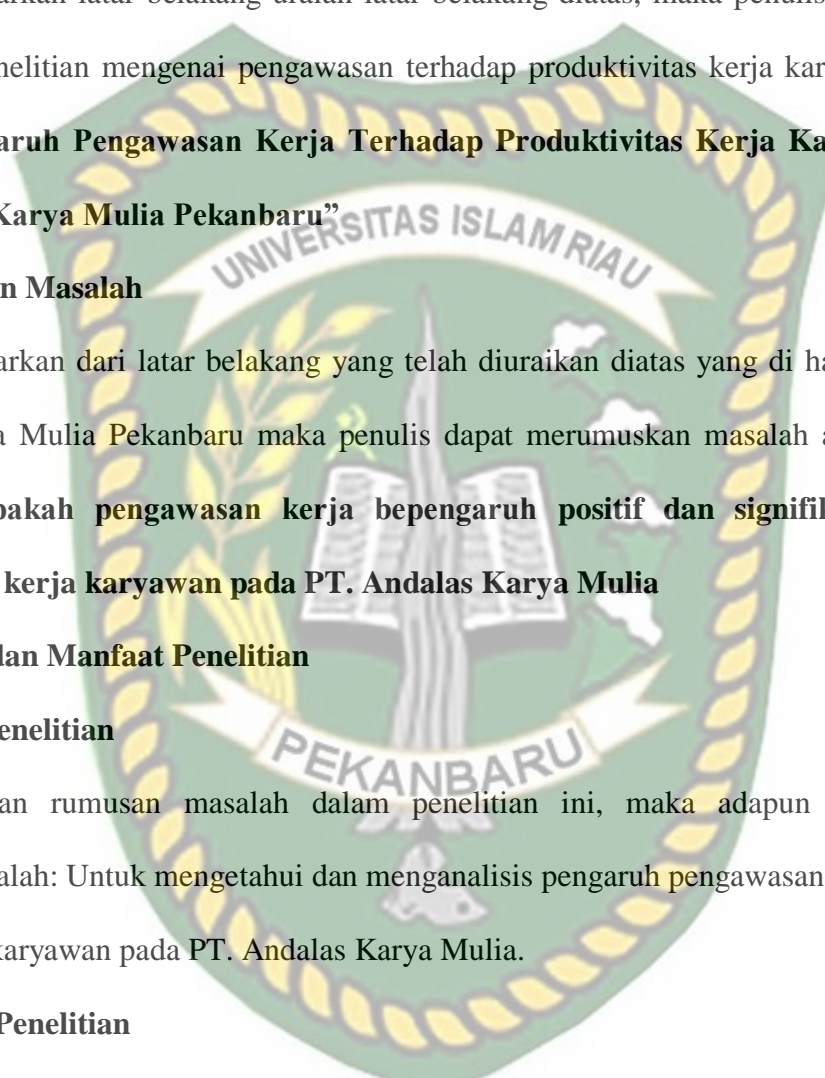 arkan latar belakang uraian latar belakang diatas, maka penulis
nelitian mengenai pengawasan terhadap produktivitas kerja kar
aruh Pengawasan Kerja Terhadap Produktivitas Kerja Ka
Karya Mulia Pekanbaru”
UNIVERSITAS ISLAM RIAU
n Masalah
arkan dari latar belakang yang telah diuraikan diatas yang di ha
a Mulia Pekanbaru maka penulis dapat merumuskan masalah a
pakah pengawasan kerja bepengaruh positif dan signifik
kerja karyawan pada PT. Andalas Karya Mulia
dan Manfaat Penelitian
enelitian
PEKANBARU
an rumusan masalah dalam penelitian ini, maka adapun
alah: Untuk mengetahui dan menganalisis pengaruh pengawasan
karyawan pada PT. Andalas Karya Mulia.
Penelitian